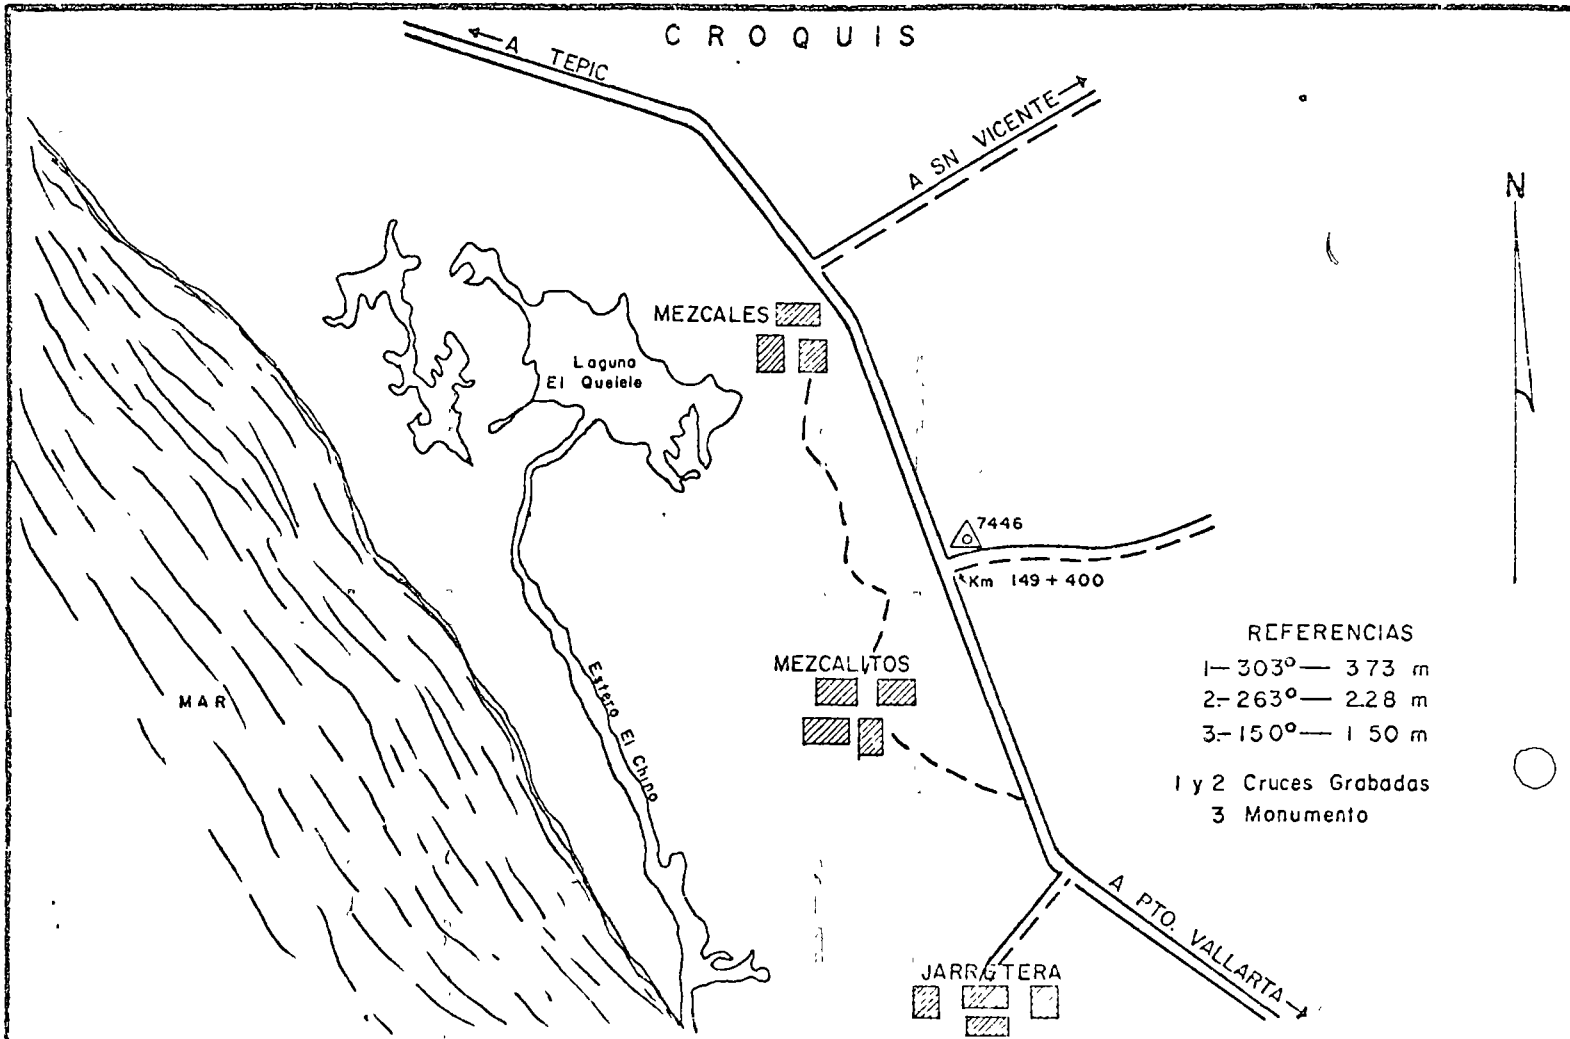 CROQUIS
← A TEPIC
A SN VICENTE →
N
MEZCALES
Laguna
El Quelele
7446
Km 149 + 400
REFERENCIAS
1-303° — 373 m
2.-263° — 2.28 m
3.-150° — 1 50 m
MEZCALITOS
Estero El Chino
MAR
1 y 2 Cruces Grabadas
3 Monumento
A PTO. VALLARTA →
JARRETERA